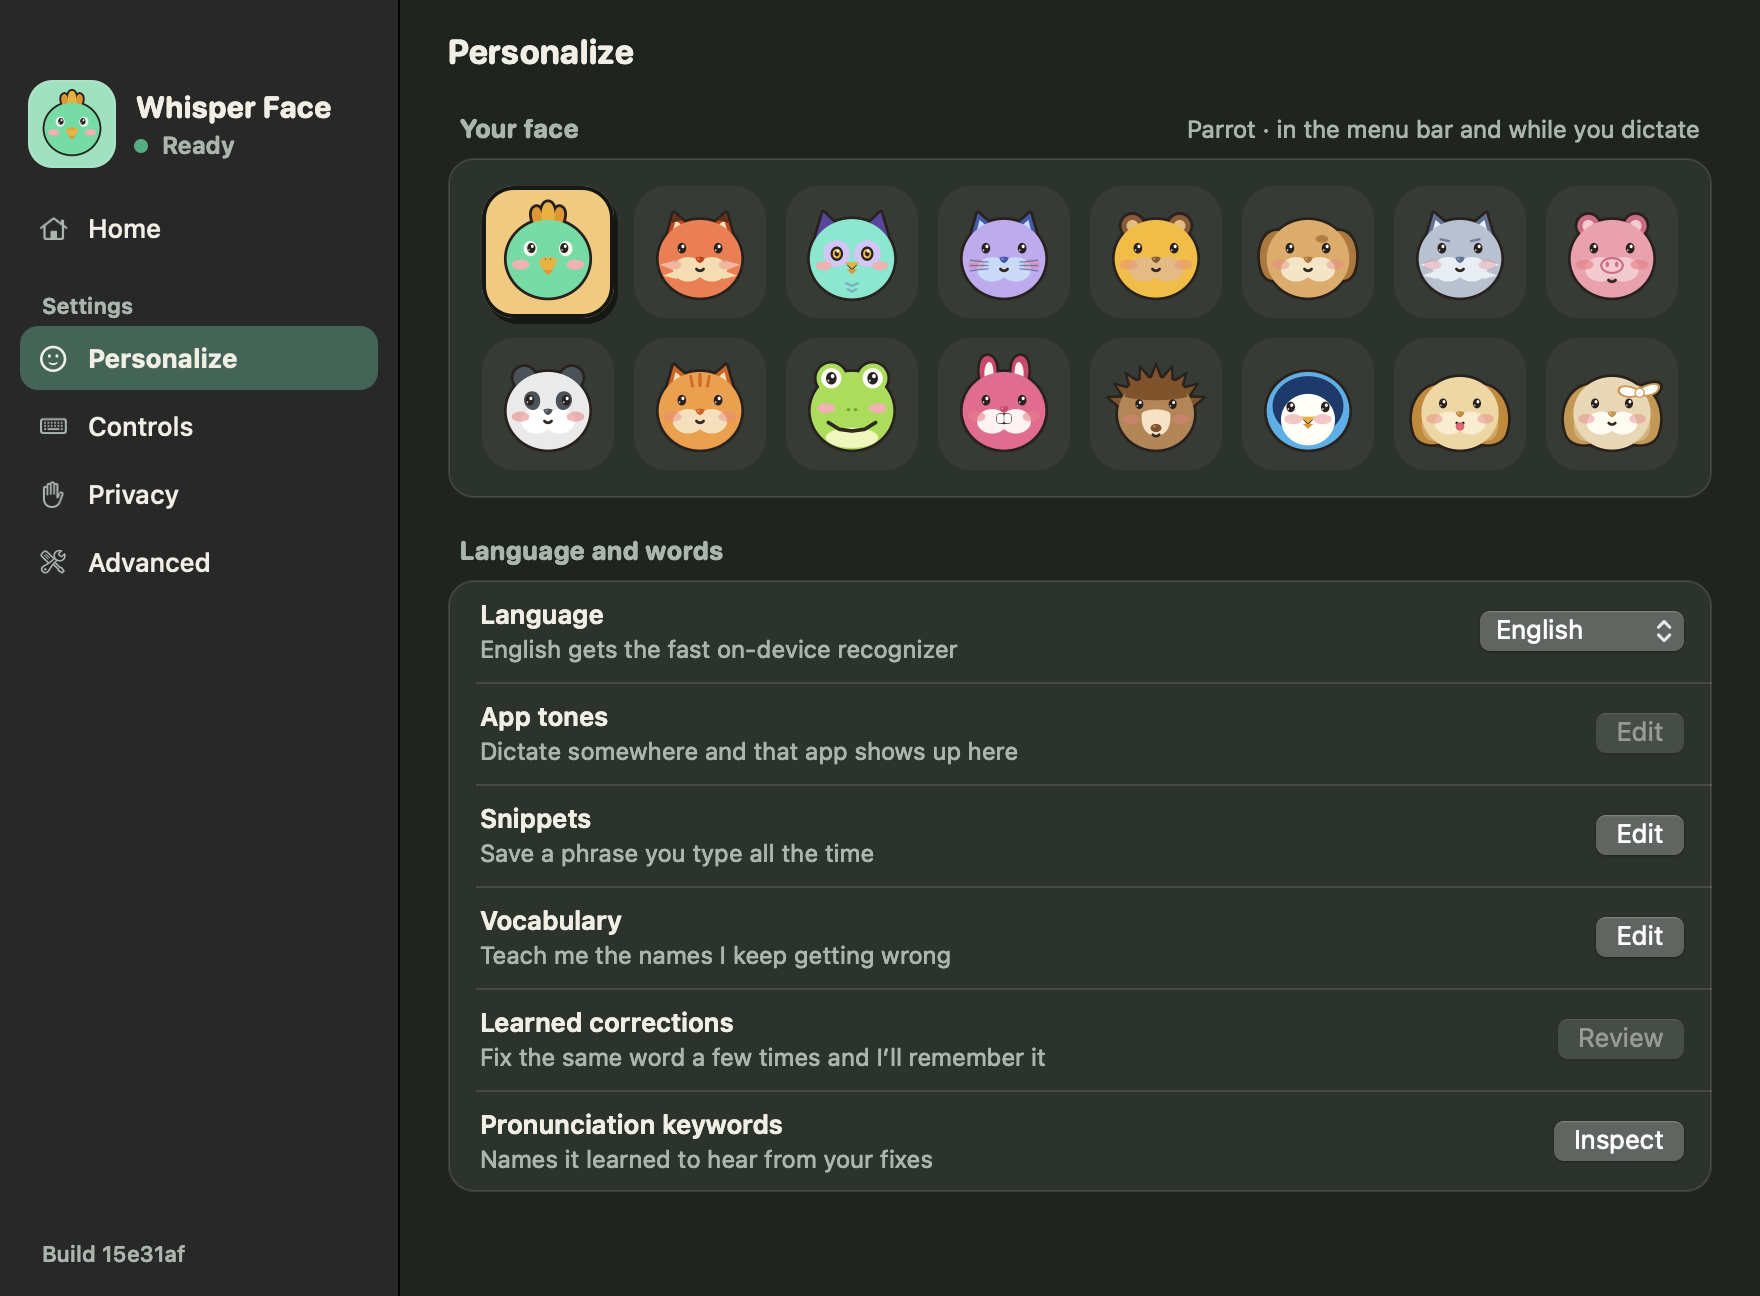 Whisper Face
Ready
Home
Settings
Personalize
Controls
Privacy
Advanced
Build 15e31af
Personalize
Your face
Parrot · in the menu bar and while you dictate
Language and words
Language
English gets the fast on-device recognizer
English
App tones
Dictate somewhere and that app shows up here
Edit
Snippets
Save a phrase you type all the time
Edit
Vocabulary
Teach me the names I keep getting wrong
Edit
Learned corrections
Fix the same word a few times and I’ll remember it
Review
Pronunciation keywords
Names it learned to hear from your fixes
Inspect